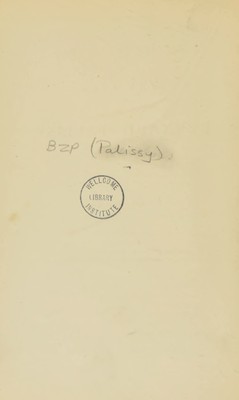 BZP (Palissy).
WELLCOME
LIBRARY
INSTITUTE